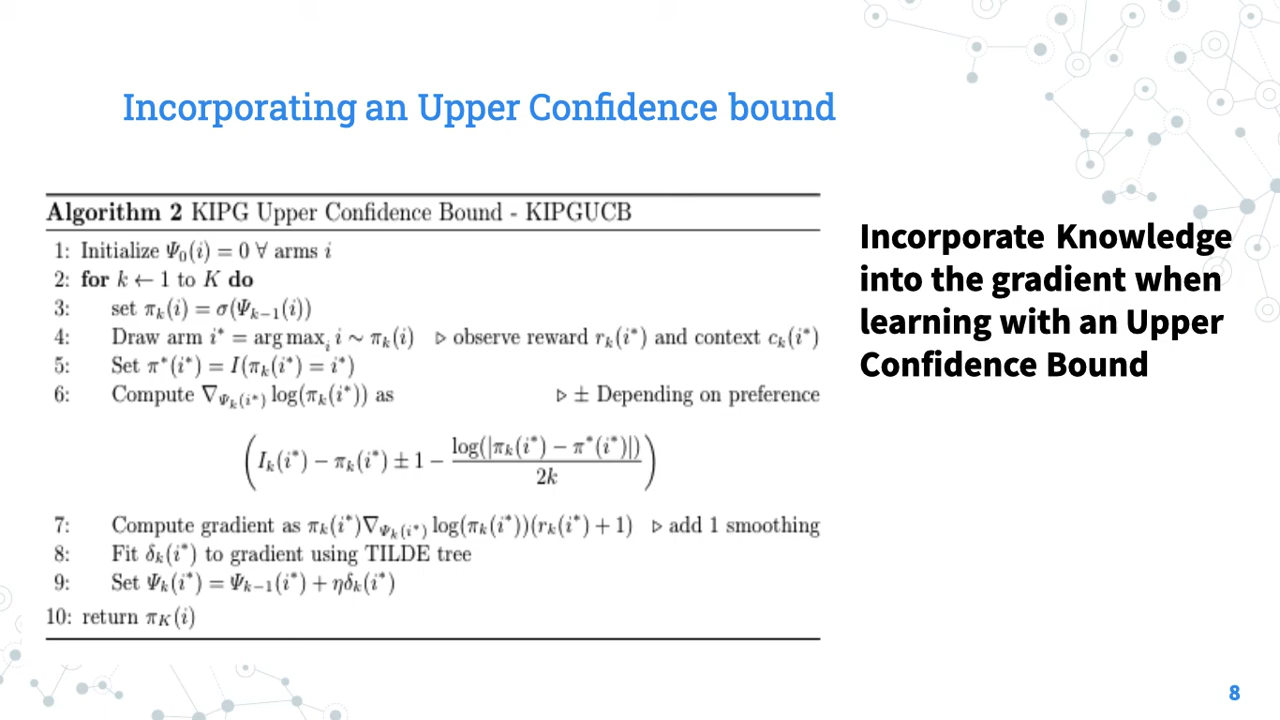 Incorporating an Upper Confidence bound
Algorithm 2 KIPG Upper Confidence Bound - KIPGUCB
1: Initialize Ψ₀(i) = 0 ∀ arms i
2: for k ← 1 to K do
3: set πₖ(i) = σ(Ψₖ₋₁(i))
4: Draw arm i* = arg maxᵢ i ∼ πₖ(i) ▷ observe reward rₖ(i*) and context cₖ(i*)
5: Set π*(i*) = I(πₖ(i*) = i*)
6: Compute ∇_{Ψₖ(i*)} log(πₖ(i*)) as ▷ ± Depending on preference
(Iₖ(i*) − πₖ(i*) ± 1 − log(|πₖ(i*) − π*(i*)|) / 2k)
7: Compute gradient as πₖ(i*)∇_{Ψₖ(i*)} log(πₖ(i*))(rₖ(i*) + 1) ▷ add 1 smoothing
8: Fit δₖ(i*) to gradient using TILDE tree
9: Set Ψₖ(i*) = Ψₖ₋₁(i*) + ηδₖ(i*)
10: return π_K(i)
Incorporate Knowledge
into the gradient when
learning with an Upper
Confidence Bound
8